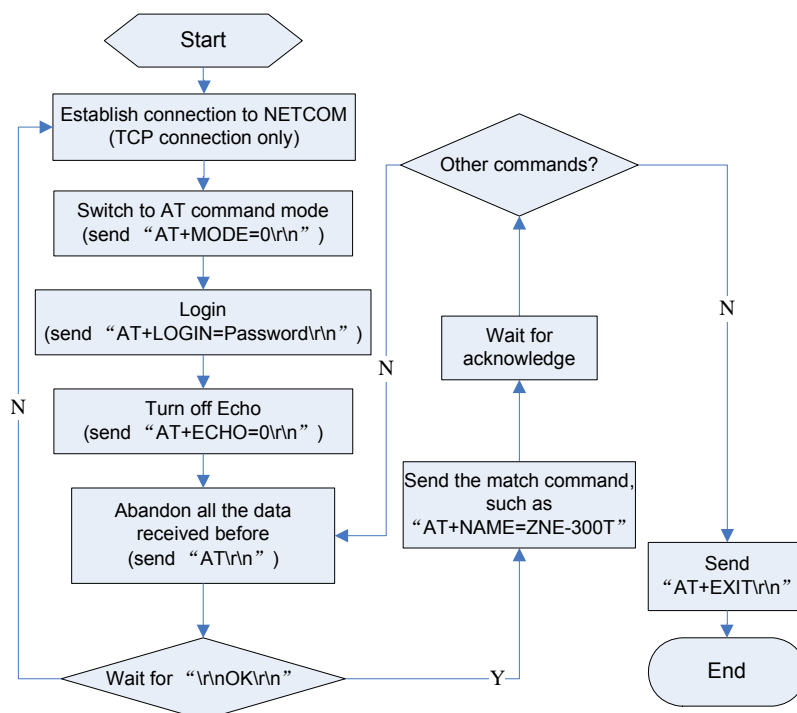 Start
Establish connection to NETCOM
(TCP connection only)
Switch to AT command mode
(send “AT+MODE=0\r\n”)
Login
(send “AT+LOGIN=Password\r\n”)
Turn off Echo
(send “AT+ECHO=0\r\n”)
Abandon all the data
received before
(send “AT\r\n”)
Wait for “\r\nOK\r\n”
N
Y
Send the match command,
such as
“AT+NAME=ZNE-300T”
Wait for
acknowledge
Other commands?
N
N
Send
“AT+EXIT\r\n”
End